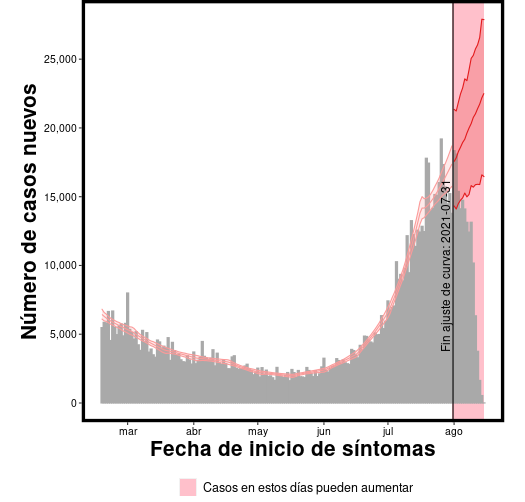 Número de casos nuevos
25,000
20,000
15,000
10,000
5,000
0
Fin ajuste de curva: 2021-07-31
mar abr may jun jul ago
Fecha de inicio de síntomas
Casos en estos días pueden aumentar